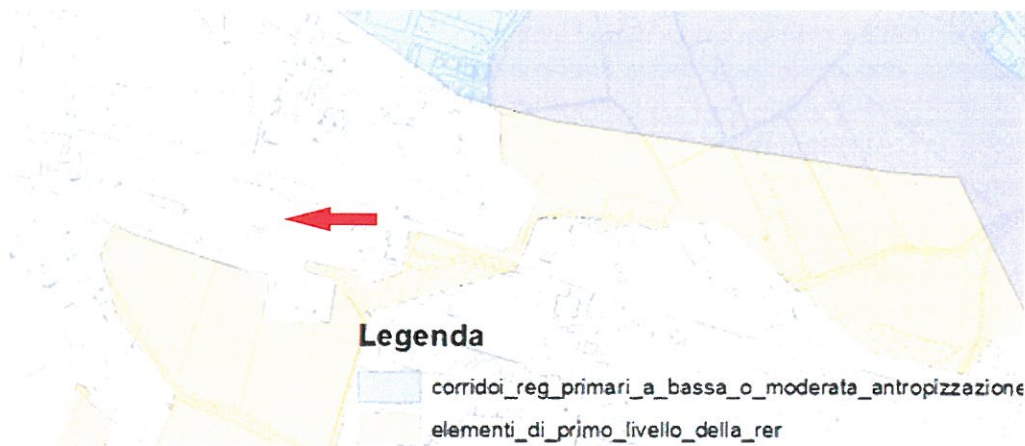 Legenda
corridoi_reg_primari_a_bassa_o_moderata_antropizzazione
elementi_di_primo_livello_della_rer